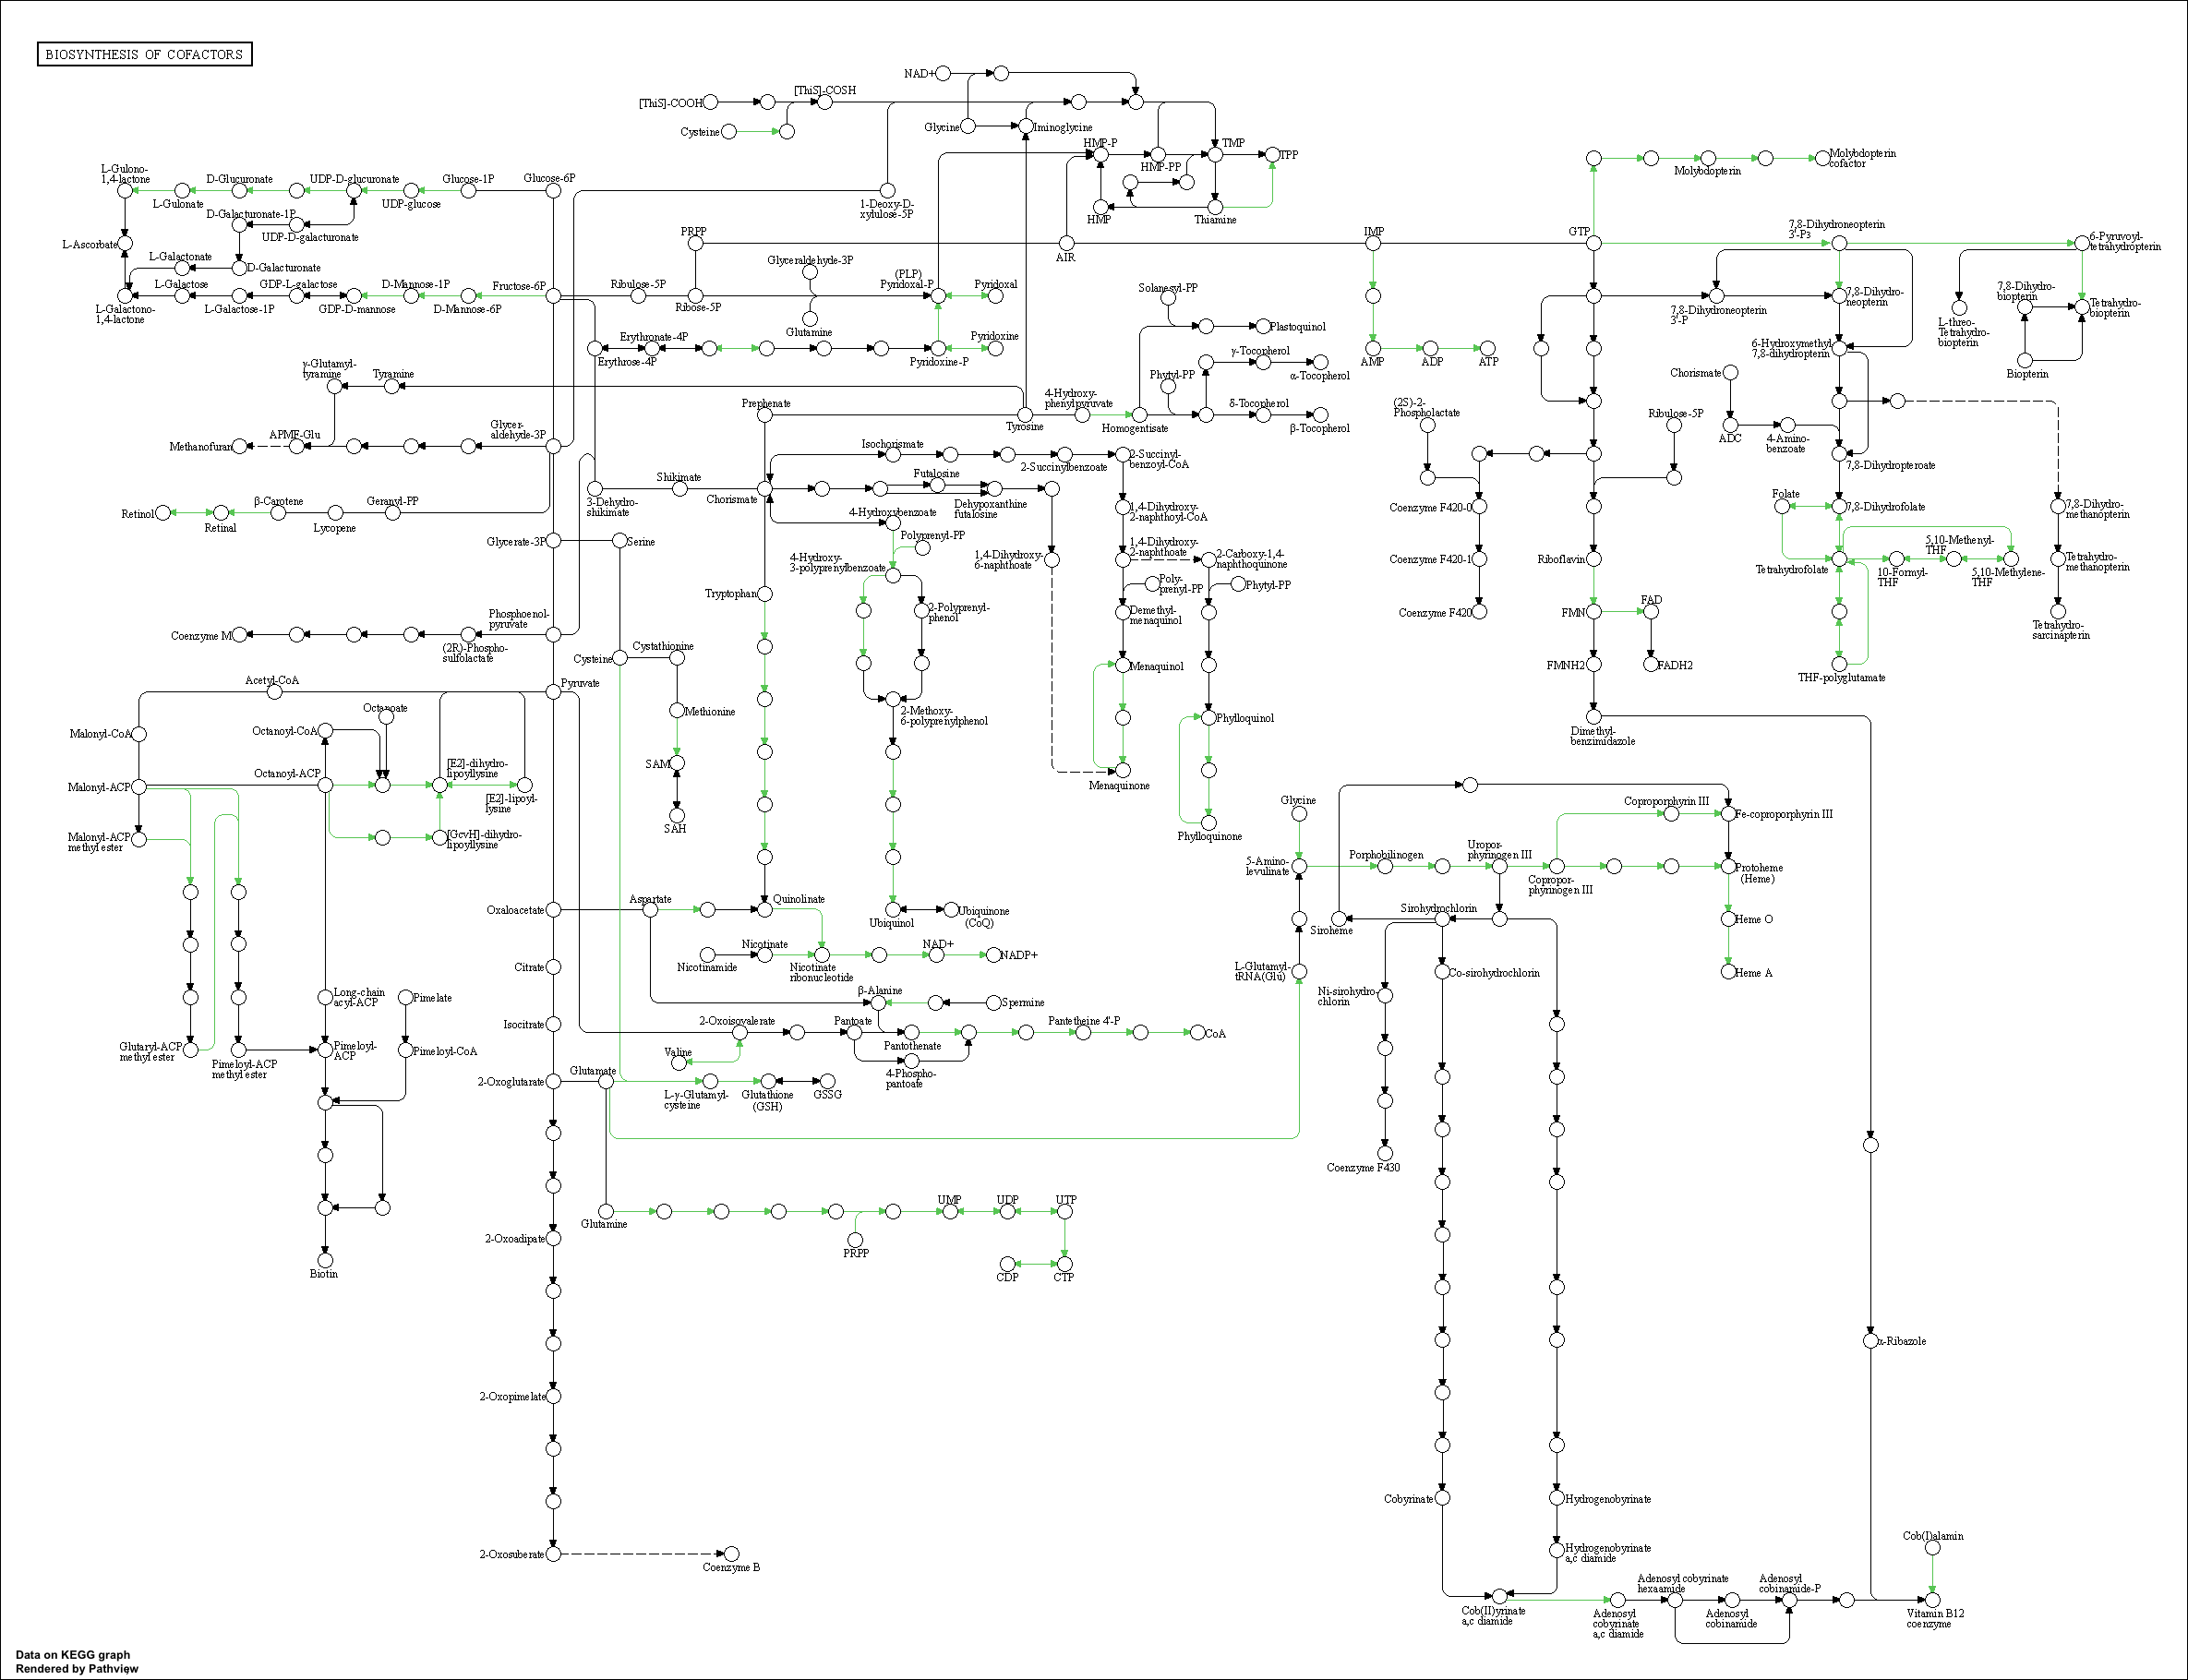 BIOSYNTHESIS OF COFACTORS
NAD+
[ThiS]-COOH
[ThiS]-COSH
Cysteine
Glycine
Iminoglycine
HMP-P
TMP
TPP
HMP-PP
HMP
Thiamine
Molybdopterin
cofactor
Molybdopterin
L-Gulono-
1,4-lactone
D-Glucuronate
UDP-D-glucuronate
Glucose-1P
Glucose-6P
L-Gulonate
UDP-glucose
1-Deoxy-D-
xylulose-5P
D-Galacturonate-1P
UDP-D-galacturonate
L-Ascorbate
L-Galactonate
D-Galacturonate
PRPP
AIR
IMP
GTP
7,8-Dihydroneopterin
3'-P3
6-Pyruvoyl-
tetrahydropterin
L-Galactose
GDP-L-galactose
D-Mannose-1P
Fructose-6P
Ribulose-5P
Glyceraldehyde-3P
(PLP)
Pyridoxal-P
Pyridoxal
L-Galactono-
1,4-lactone
L-Galactose-1P
GDP-D-mannose
D-Mannose-6P
Ribose-5P
Glutamine
Solanesyl-PP
Plastoquinol
7,8-Dihydroneopterin
3'-P
7,8-Dihydro-
neopterin
L-threo-
Tetrahydro-
biopterin
7,8-Dihydro-
biopterin
Tetrahydro-
biopterin
Biopterin
Erythronate-4P
Erythrose-4P
Pyridoxine-P
Pyridoxine
γ-Tocopherol
α-Tocopherol
AMP
ADP
ATP
6-Hydroxymethyl
7,8-dihydropterin
γ-Glutamyl-
tyramine
Tyramine
Phytyl-PP
Chorismate
Prephenate
Tyrosine
4-Hydroxy-
phenylpyruvate
Homogentisate
δ-Tocopherol
β-Tocopherol
(2S)-2-
Phospholactate
Ribulose-5P
ADC
4-Amino-
benzoate
Methanofuran
APMF-Glu
Glycer-
aldehyde-3P
Isochorismate
2-Succinylbenzoate
2-Succinyl-
benzoyl-CoA
7,8-Dihydropteroate
Shikimate
Chorismate
Futalosine
Dehypoxanthine
futalosine
3-Dehydro-
shikimate
Retinol
Retinal
β-Carotene
Lycopene
Geranyl-PP
4-Hydroxybenzoate
1,4-Dihydroxy-
2-naphthoyl-CoA
Coenzyme F420-0
Folate
7,8-Dihydrofolate
7,8-Dihydro-
methanopterin
Glycerate-3P
Serine
Polyprenyl-PP
4-Hydroxy-
3-polyprenylbenzoate
1,4-Dihydroxy-
6-naphthoate
1,4-Dihydroxy-
2-naphthoate
2-Carboxy-1,4-
naphthoquinone
Coenzyme F420-1
Riboflavin
Tetrahydrofolate
10-Formyl-
THF
5,10-Methenyl-
THF
5,10-Methylene-
THF
Tetrahydro-
methanopterin
Tryptophan
Poly-
prenyl-PP
Phytyl-PP
2-Polyprenyl-
phenol
Demethyl-
menaquinol
Coenzyme F420
FMN
FAD
Tetrahydro-
sarcinapterin
Coenzyme M
(2R)-Phospho-
sulfolactate
Phosphoenol-
pyruvate
Cysteine
Cystathionine
Menaquinol
FMNH2
FADH2
THF-polyglutamate
Acetyl-CoA
Pyruvate
Octanoate
Methionine
2-Methoxy-
6-polyprenylphenol
Phylloquinol
Dimethyl-
benzimidazole
Malonyl-CoA
Octanoyl-CoA
SAM
Menaquinone
Malonyl-ACP
Octanoyl-ACP
[E2]-dihydro-
lipoyllysine
[E2]-lipoyl-
lysine
SAH
Phylloquinone
Malonyl-ACP
methyl ester
[GcvH]-dihydro-
lipoyllysine
Glycine
Coproporphyrin III
Fe-coproporphyrin III
5-Amino-
levulinate
Porphobilinogen
Uropor-
phyrinogen III
Copropor-
phyrinogen III
Protoheme
(Heme)
Oxaloacetate
Aspartate
Quinolinate
Ubiquinol
Ubiquinone
(CoQ)
Siroheme
Sirohydrochlorin
Heme O
Nicotinamide
Nicotinate
Nicotinate
ribonucleotide
NAD+
NADP+
Citrate
L-Glutamyl-
tRNA(Glu)
Co-sirohydrochlorin
Heme A
Ni-sirohydro-
chlorin
Long-chain
acyl-ACP
Pimelate
β-Alanine
Spermine
Isocitrate
2-Oxoisovalerate
Pantoate
Pantothenate
Pantetheine 4'-P
CoA
Glutaryl-ACP
methyl ester
Pimeloyl-ACP
methyl ester
Pimeloyl-
ACP
Pimeloyl-CoA
Valine
4-Phospho-
pantoate
2-Oxoglutarate
Glutamate
L-γ-Glutamyl-
cysteine
Glutathione
(GSH)
GSSG
Coenzyme F430
Glutamine
UMP
UDP
UTP
PRPP
CDP
CTP
2-Oxoadipate
Biotin
α-Ribazole
2-Oxopimelate
Cobyrinate
Hydrogenobyrinate
2-Oxosuberate
Coenzyme B
Hydrogenobyrinate
a,c diamide
Cob(I)alamin
Cob(II)yrinate
a,c diamide
Adenosyl
cobyrinate
a,c diamide
Adenosyl cobyrinate
hexaamide
Adenosyl
cobinamide
Adenosyl
cobinamide-P
Vitamin B12
coenzyme
Data on KEGG graph
Rendered by Pathview